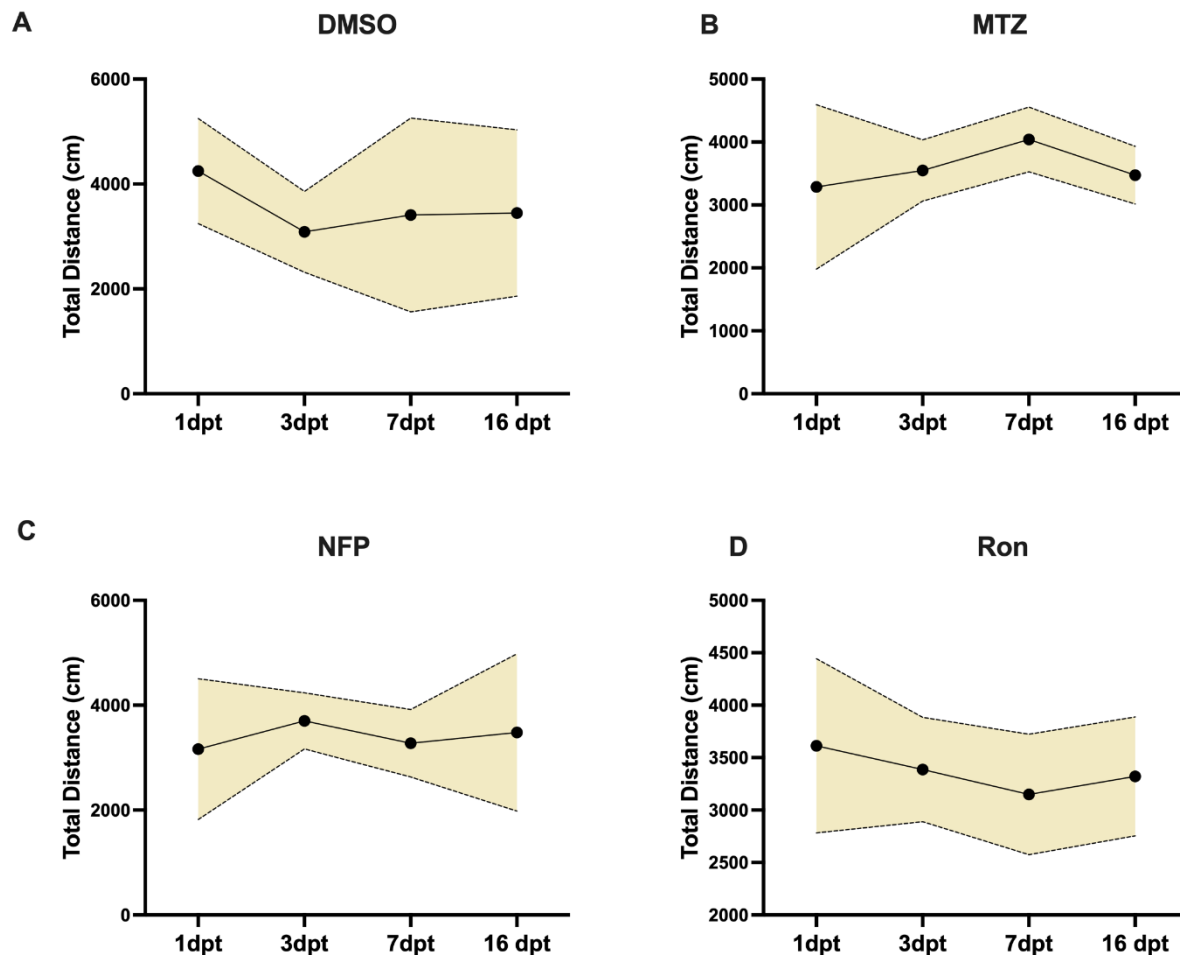 A
DMSO
Total Distance (cm)
6000
4000
2000
0
1dpt 3dpt 7dpt 16 dpt
B
MTZ
Total Distance (cm)
5000
4000
3000
2000
1000
0
1dpt 3dpt 7dpt 16 dpt
C
NFP
Total Distance (cm)
6000
4000
2000
0
1dpt 3dpt 7dpt 16 dpt
D
Ron
Total Distance (cm)
5000
4500
4000
3500
3000
2500
2000
1dpt 3dpt 7dpt 16 dpt